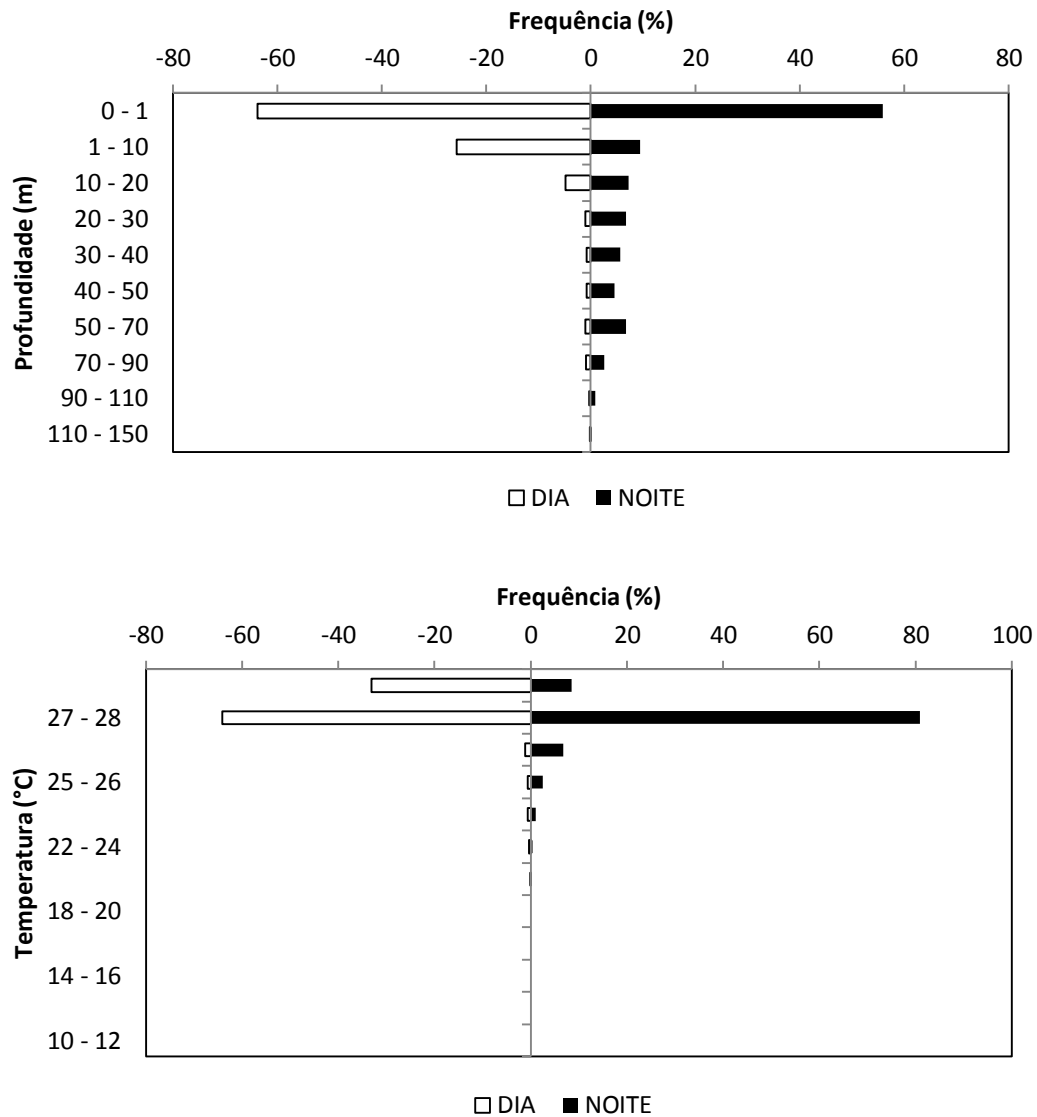 Frequência (%)
-80 -60 -40 -20 0 20 40 60 80
Profundidade (m)
0 - 1
1 - 10
10 - 20
20 - 30
30 - 40
40 - 50
50 - 70
70 - 90
90 - 110
110 - 150
DIA NOITE
Frequência (%)
-80 -60 -40 -20 0 20 40 60 80 100
Temperatura (°C)
27 - 28
25 - 26
22 - 24
18 - 20
14 - 16
10 - 12
DIA NOITE